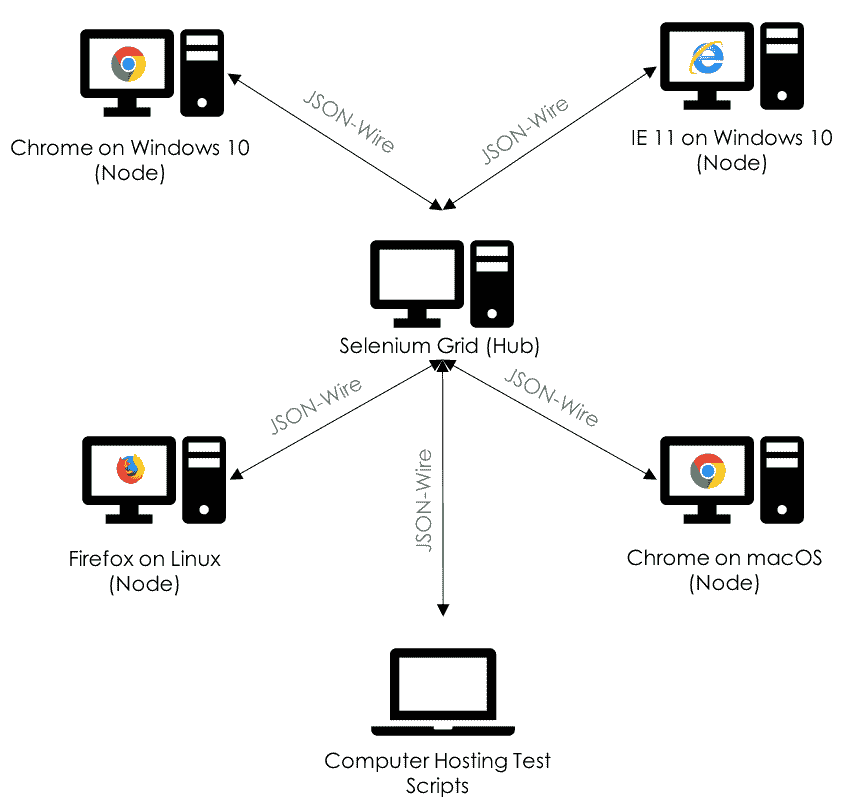 JSON-Wire
JSON-Wire
Chrome on Windows 10
(Node)
IE 11 on Windows 10
(Node)
Selenium Grid (Hub)
JSON-Wire
JSON-Wire
JSON-Wire
Firefox on Linux
(Node)
Chrome on macOS
(Node)
Computer Hosting Test
Scripts